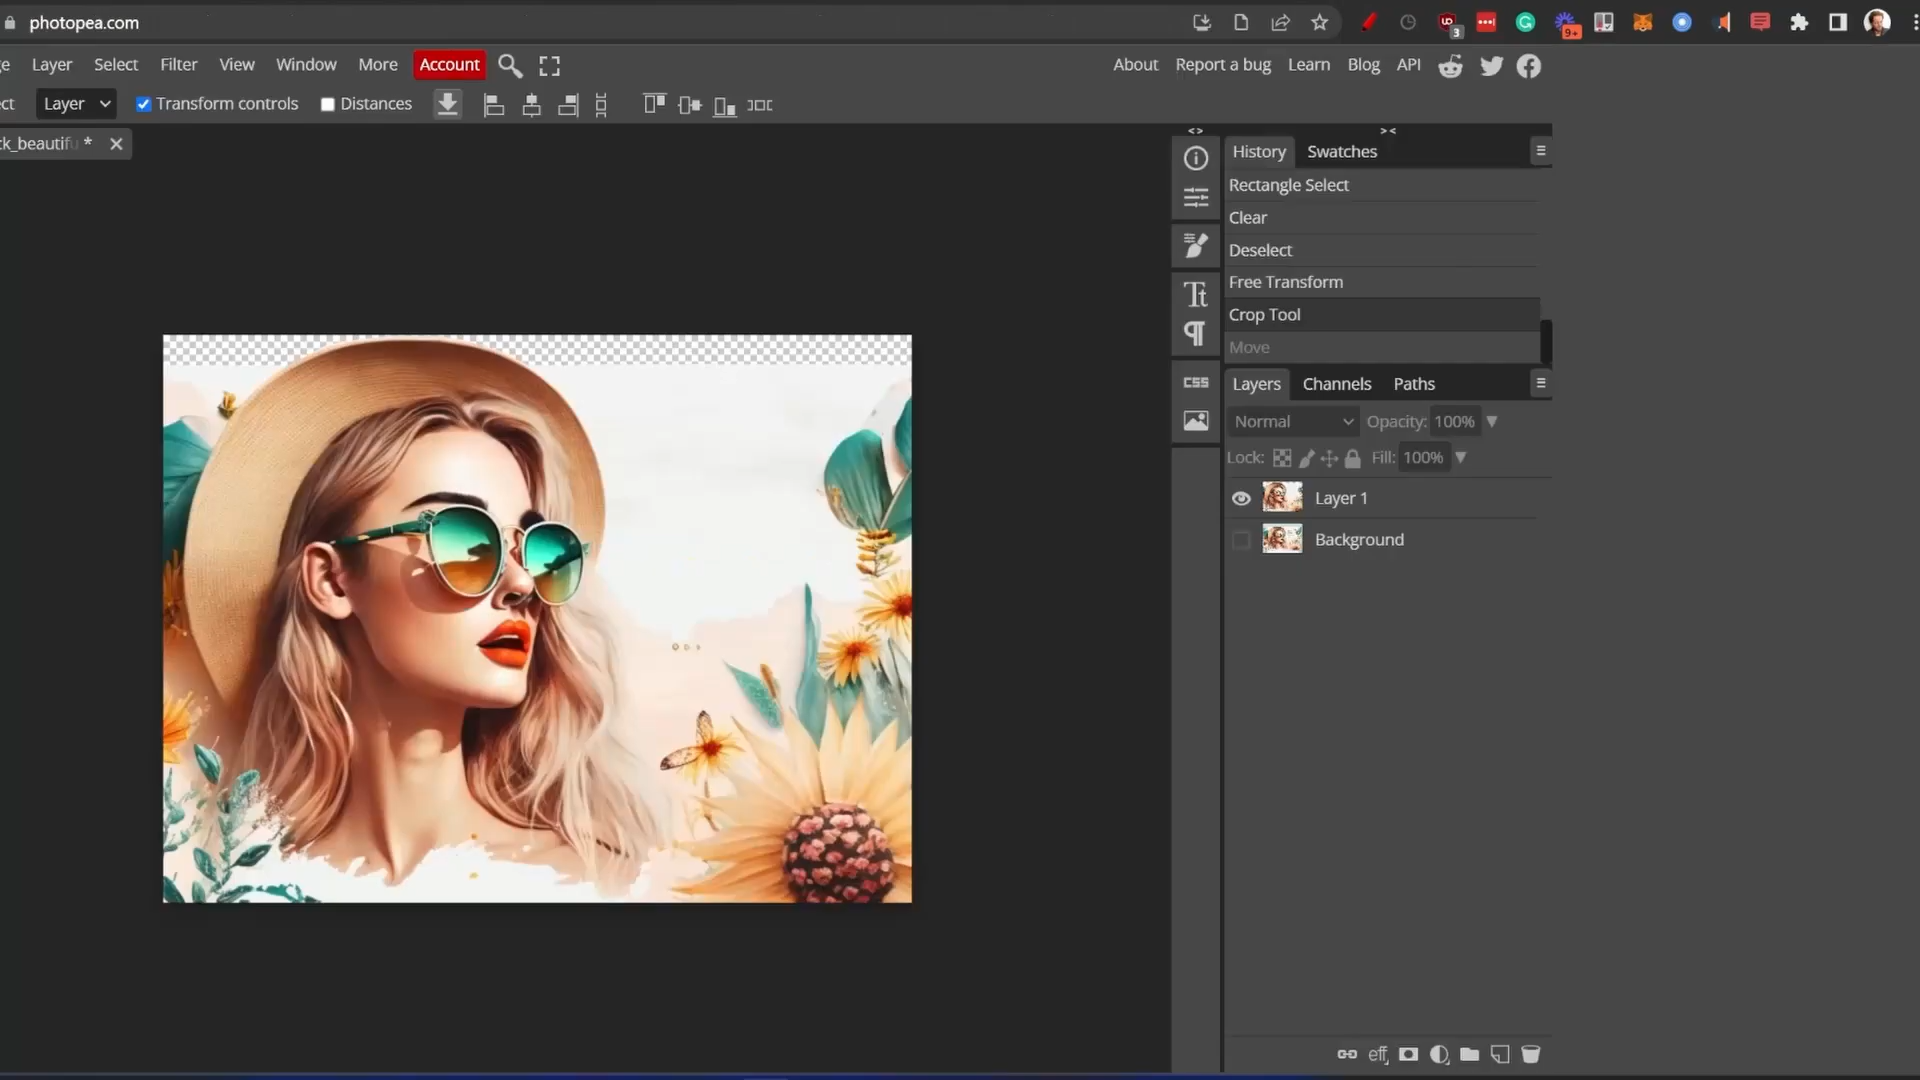 photopea.com
3
9+
Layer Select Filter View Window More Account About Report a bug Learn Blog API
Layer Transform controls Distances
ck_beautifu *
History Swatches
Rectangle Select
Clear
Deselect
Free Transform
Crop Tool
Move
CSS
Layers Channels Paths
Normal Opacity: 100%
Lock: Fill: 100%
Layer 1
Background
eff